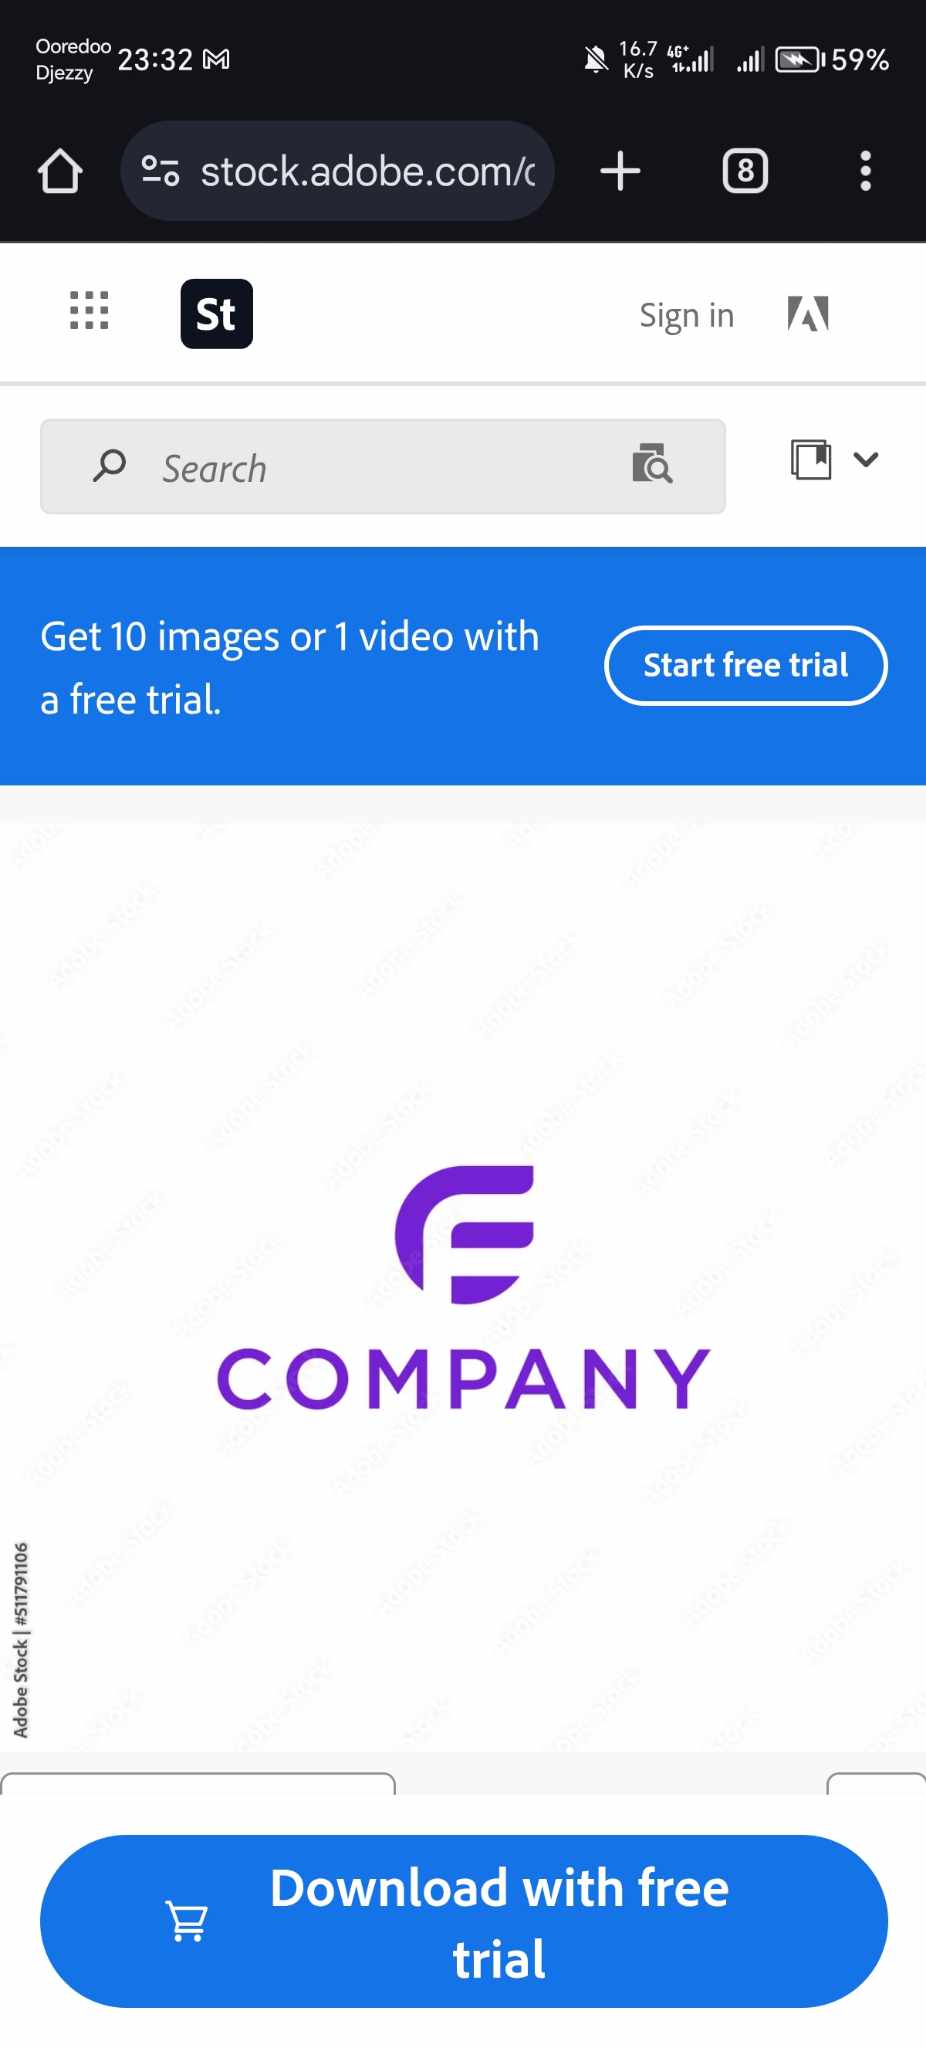 Ooredoo
Djezzy
23:32
16.7
K/s
4G+
59%
stock.adobe.com/c
8
St
Sign in
Search
Get 10 images or 1 video with
a free trial.
Start free trial
COMPANY
Adobe Stock | #511791106
Download with free
trial